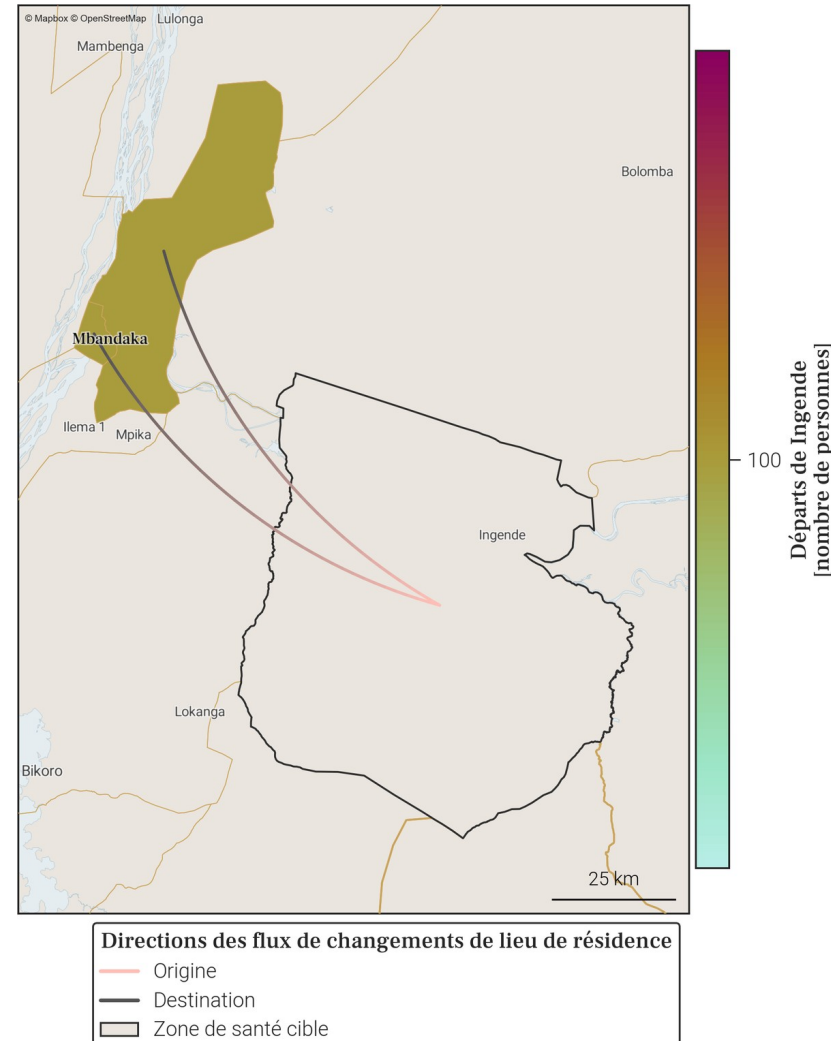 © Mapbox © OpenStreetMap
Lulonga
Mambenga
Bolomba
Mbandaka
Ilema 1
Mpika
Ingende
Lokanga
Bikoro
25 km
100
Départs de Ingende
[nombre de personnes]
Directions des flux de changements de lieu de résidence
Origine
Destination
Zone de santé cible